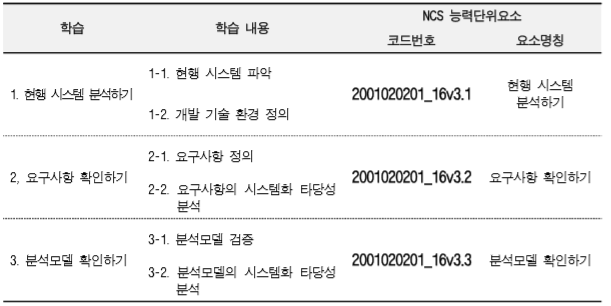 학습 학습 내용 NCS 능력단위요소
코드번호 요소명칭
1. 현행 시스템 분석하기 1-1. 현행 시스템 파악 2001020201_16v3.1 현행 시스템
분석하기
1-2. 개발 기술 환경 정의
2, 요구사항 확인하기 2-1. 요구사항 정의 2001020201_16v3.2 요구사항 확인하기
2-2. 요구사항의 시스템화 타당성
분석
3. 분석모델 확인하기 3-1. 분석모델 검증 2001020201_16v3.3 분석모델 확인하기
3-2. 분석모델의 시스템화 타당성
분석